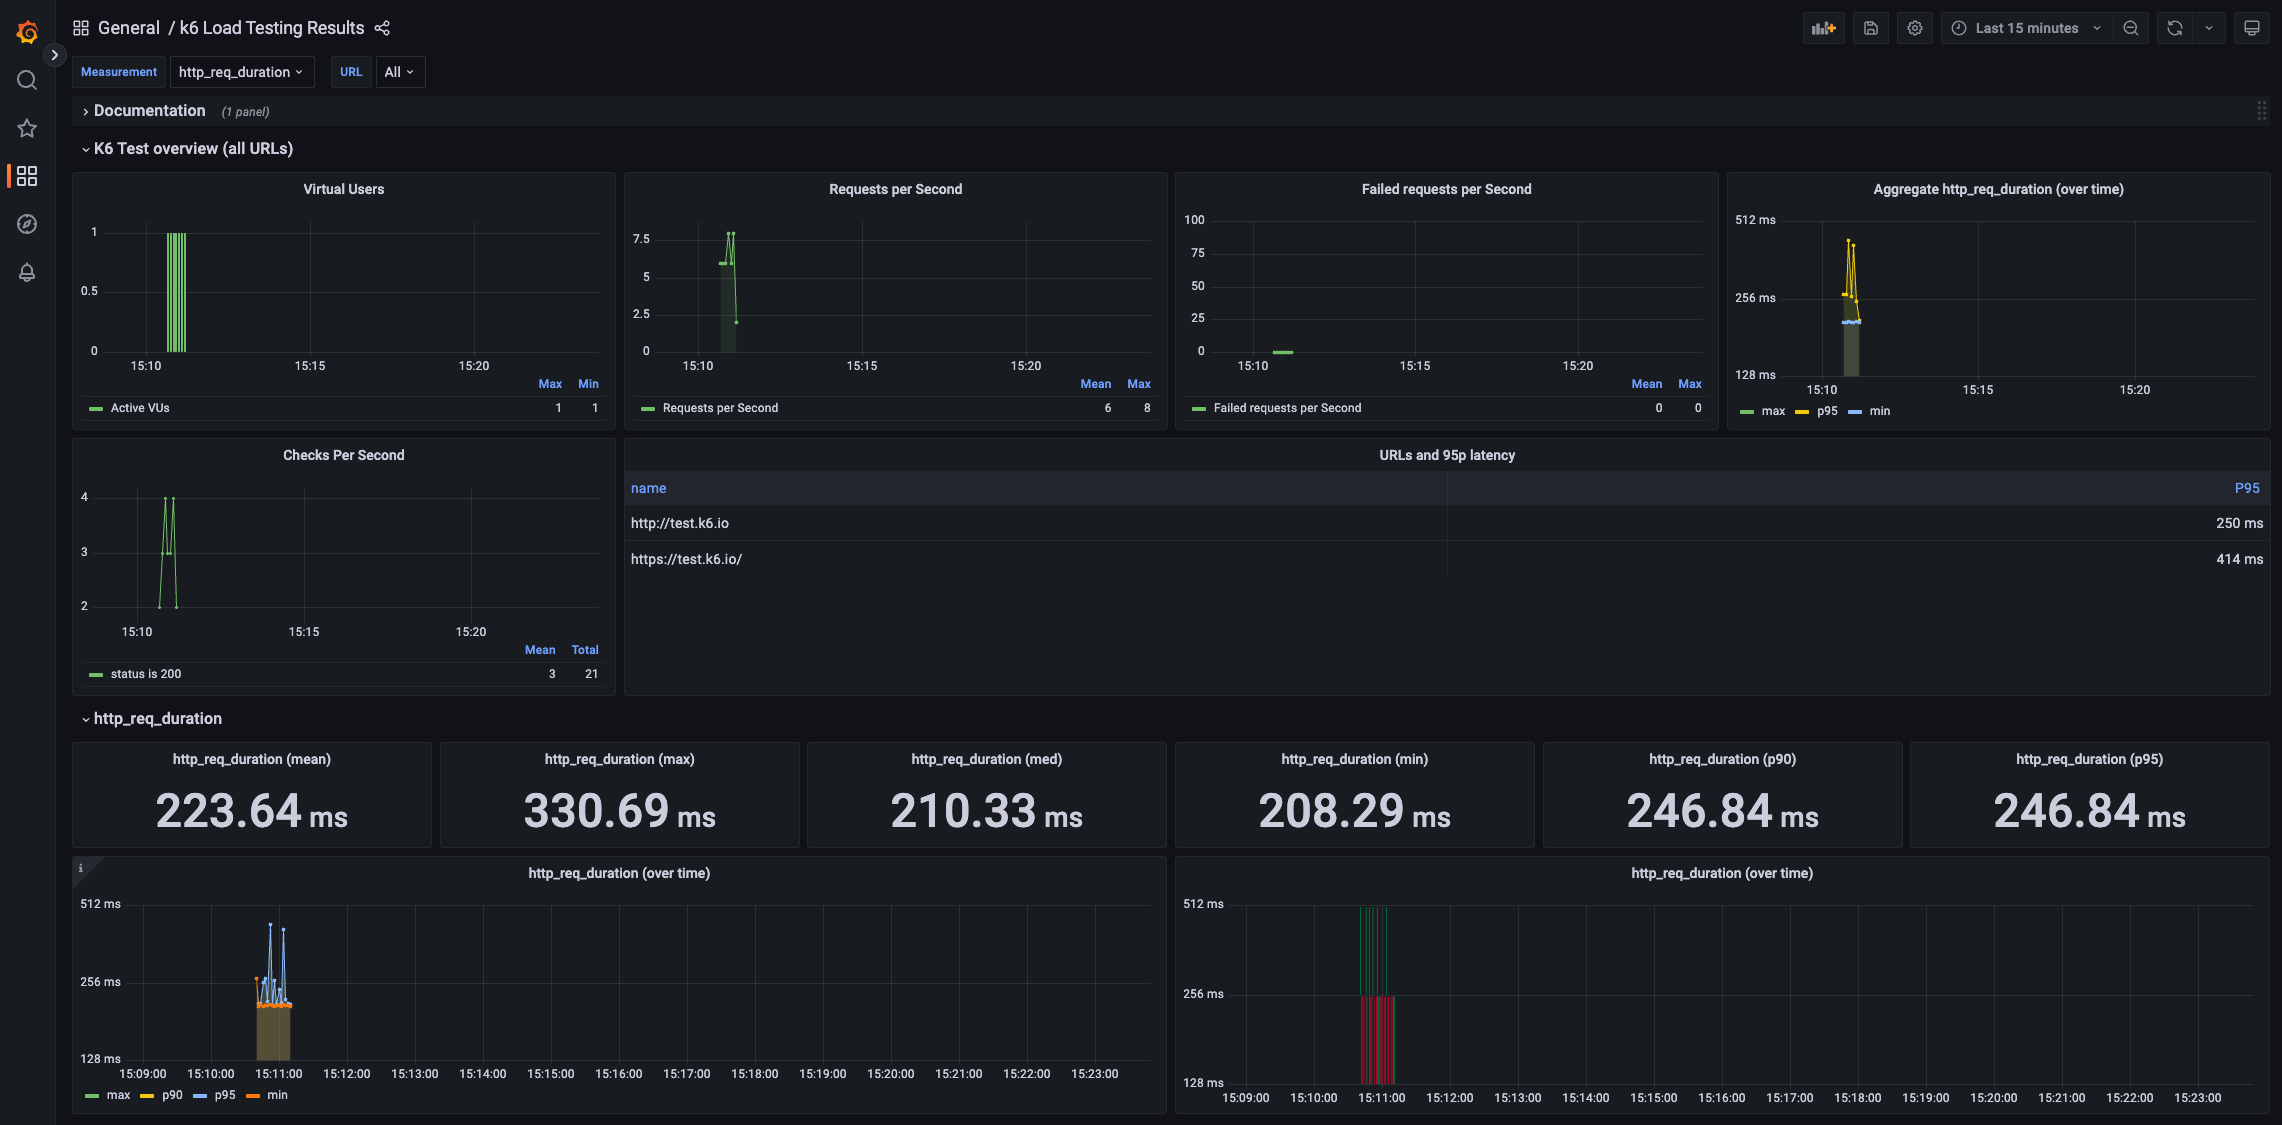 General / k6 Load Testing Results
Last 15 minutes
Measurement http_req_duration URL All
Documentation (1 panel)
K6 Test overview (all URLs)
Virtual Users
1
0.5
0
15:10 15:15 15:20
Max Min
Active VUs 1 1
Requests per Second
7.5
5
2.5
0
15:10 15:15 15:20
Mean Max
Requests per Second 6 8
Failed requests per Second
100
75
50
25
0
15:10 15:15 15:20
Mean Max
Failed requests per Second 0 0
Aggregate http_req_duration (over time)
512 ms
256 ms
128 ms
15:10 15:15 15:20
max p95 min
Checks Per Second
4
3
2
15:10 15:15 15:20
Mean Total
status is 200 3 21
URLs and 95p latency
name P95
http://test.k6.io 250 ms
https://test.k6.io/ 414 ms
http_req_duration
http_req_duration (mean)
223.64 ms
http_req_duration (max)
330.69 ms
http_req_duration (med)
210.33 ms
http_req_duration (min)
208.29 ms
http_req_duration (p90)
246.84 ms
http_req_duration (p95)
246.84 ms
i
http_req_duration (over time)
512 ms
256 ms
128 ms
15:09:00 15:10:00 15:11:00 15:12:00 15:13:00 15:14:00 15:15:00 15:16:00 15:17:00 15:18:00 15:19:00 15:20:00 15:21:00 15:22:00 15:23:00
max p90 p95 min
http_req_duration (over time)
512 ms
256 ms
128 ms
15:09:00 15:10:00 15:11:00 15:12:00 15:13:00 15:14:00 15:15:00 15:16:00 15:17:00 15:18:00 15:19:00 15:20:00 15:21:00 15:22:00 15:23:00